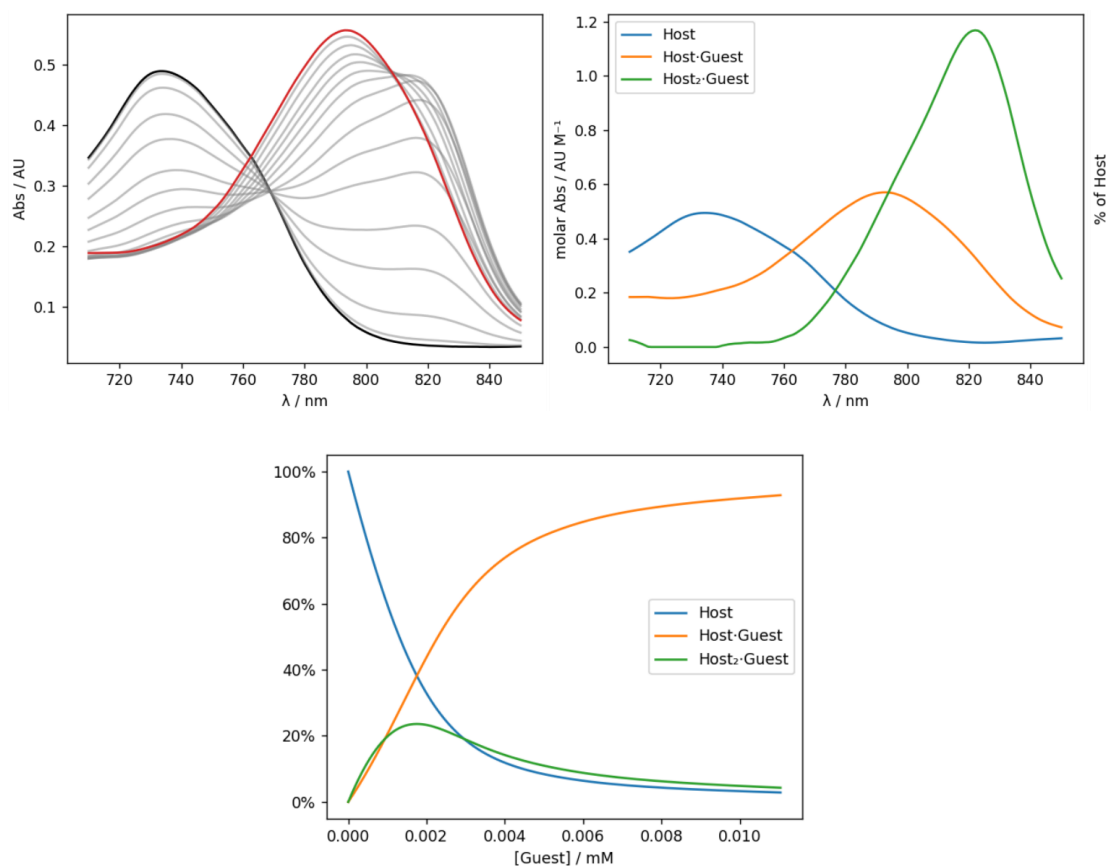 Abs / AU
0.5
0.4
0.3
0.2
0.1
720 740 760 780 800 820 840
λ / nm
molar Abs / AU M⁻¹
1.2
1.0
0.8
0.6
0.4
0.2
0.0
Host
Host·Guest
Host₂·Guest
720 740 760 780 800 820 840
λ / nm
% of Host
100%
80%
60%
40%
20%
0%
Host
Host·Guest
Host₂·Guest
0.000 0.002 0.004 0.006 0.008 0.010
[Guest] / mM